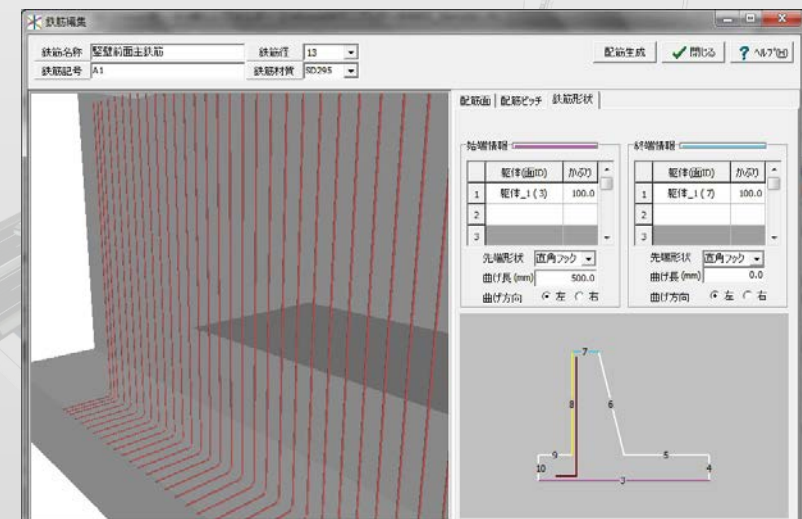 鉄筋編集
鉄筋名称 竪壁前面主鉄筋 鉄筋径 13 配筋生成 閉じる ? ヘルプ(H)
鉄筋記号 A1 鉄筋材質 SD295
配筋面 配筋ピッチ 鉄筋形状
始端情報 終端情報
躯体(面ID) かぶり 躯体(面ID) かぶり
1 躯体_1 (3) 100.0 1 躯体_1 (7) 100.0
2 2
3 3
先端形状 直角フック 先端形状 直角フック
曲げ長 (mm) 500.0 曲げ長 (mm) 0.0
曲げ方向 左 右 曲げ方向 左 右
7
8 6
9 5
10 4
3